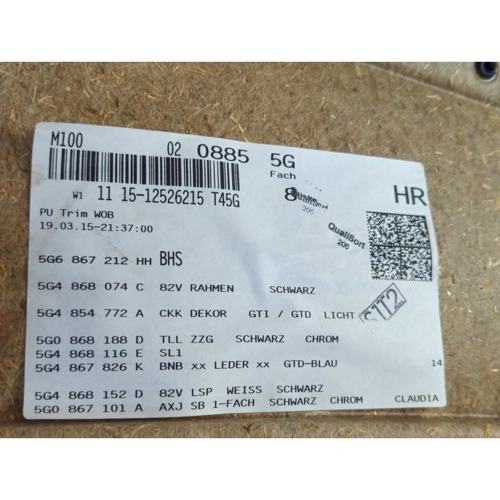 M100
02 0885 5G
Fach
W1 11 15-12526215 T45G 8
HR
QualiSort
206
QualiSort
206
PU Trim WOB
19.03.15-21:37:00
5G6 867 212 HH BHS
5G4 868 074 C 82V RAHMEN SCHWARZ
5G4 854 772 A CKK DEKOR GTI / GTD LICHT
5G0 868 188 D TLL ZZG SCHWARZ CHROM
5G4 868 116 E SL1
5G4 867 826 K BNB xx LEDER xx GTD-BLAU 14
5G4 868 152 D 82V LSP WEISS SCHWARZ
5G0 867 101 A AXJ SB 1-FACH SCHWARZ CHROM CLAUDIA